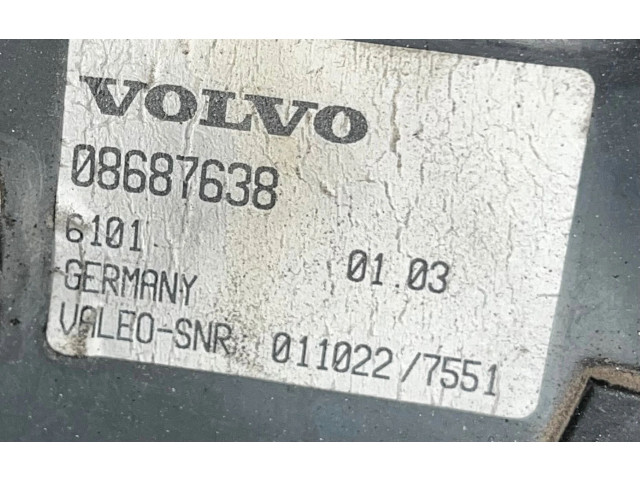 VOLVO
08687638
6101 01.03
GERMANY
VALEO-SNR 011022/7551